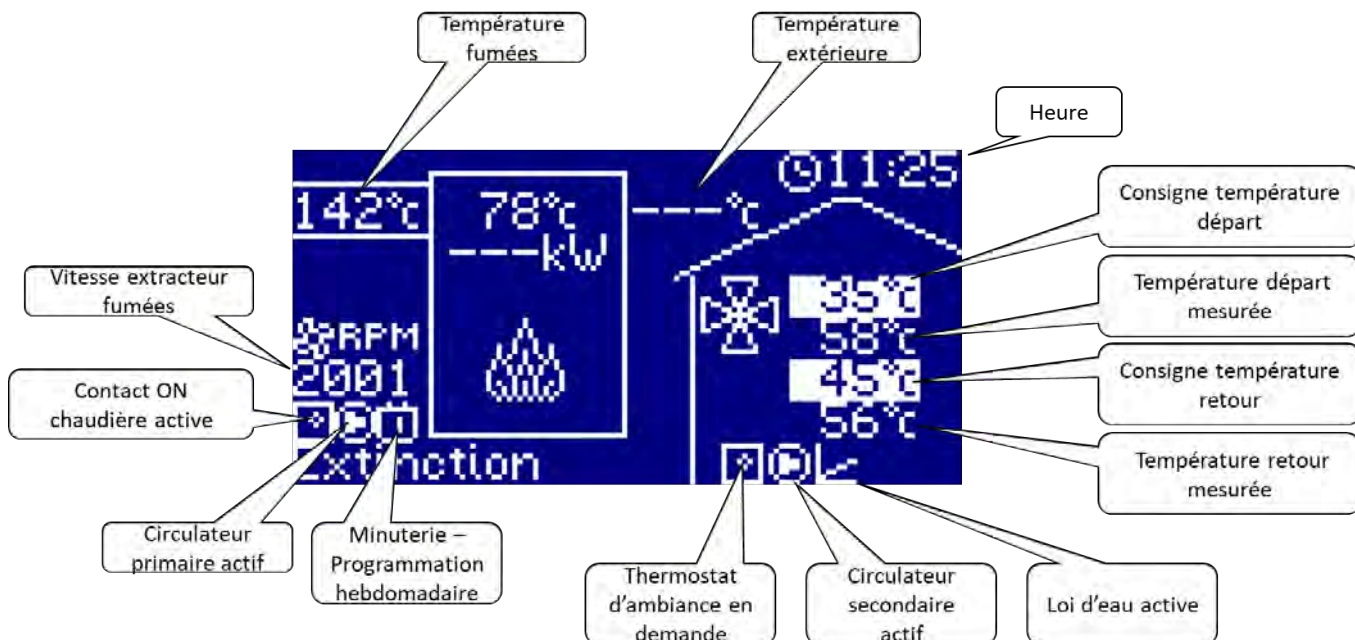 Température
fumées
Température
extérieure
Heure
11:25
142°c
78°c
---°c
---kW
Consigne température
départ
35°c
Température départ
mesurée
58°c
Vitesse extracteur
fumées
RPM
2001
Consigne température
retour
45°c
Contact ON
chaudière active
56°c
Température retour
mesurée
Extinction
Circulateur
primaire actif
Minuterie –
Programmation
hebdomadaire
Thermostat
d'ambiance en
demande
Circulateur
secondaire
actif
Loi d'eau active